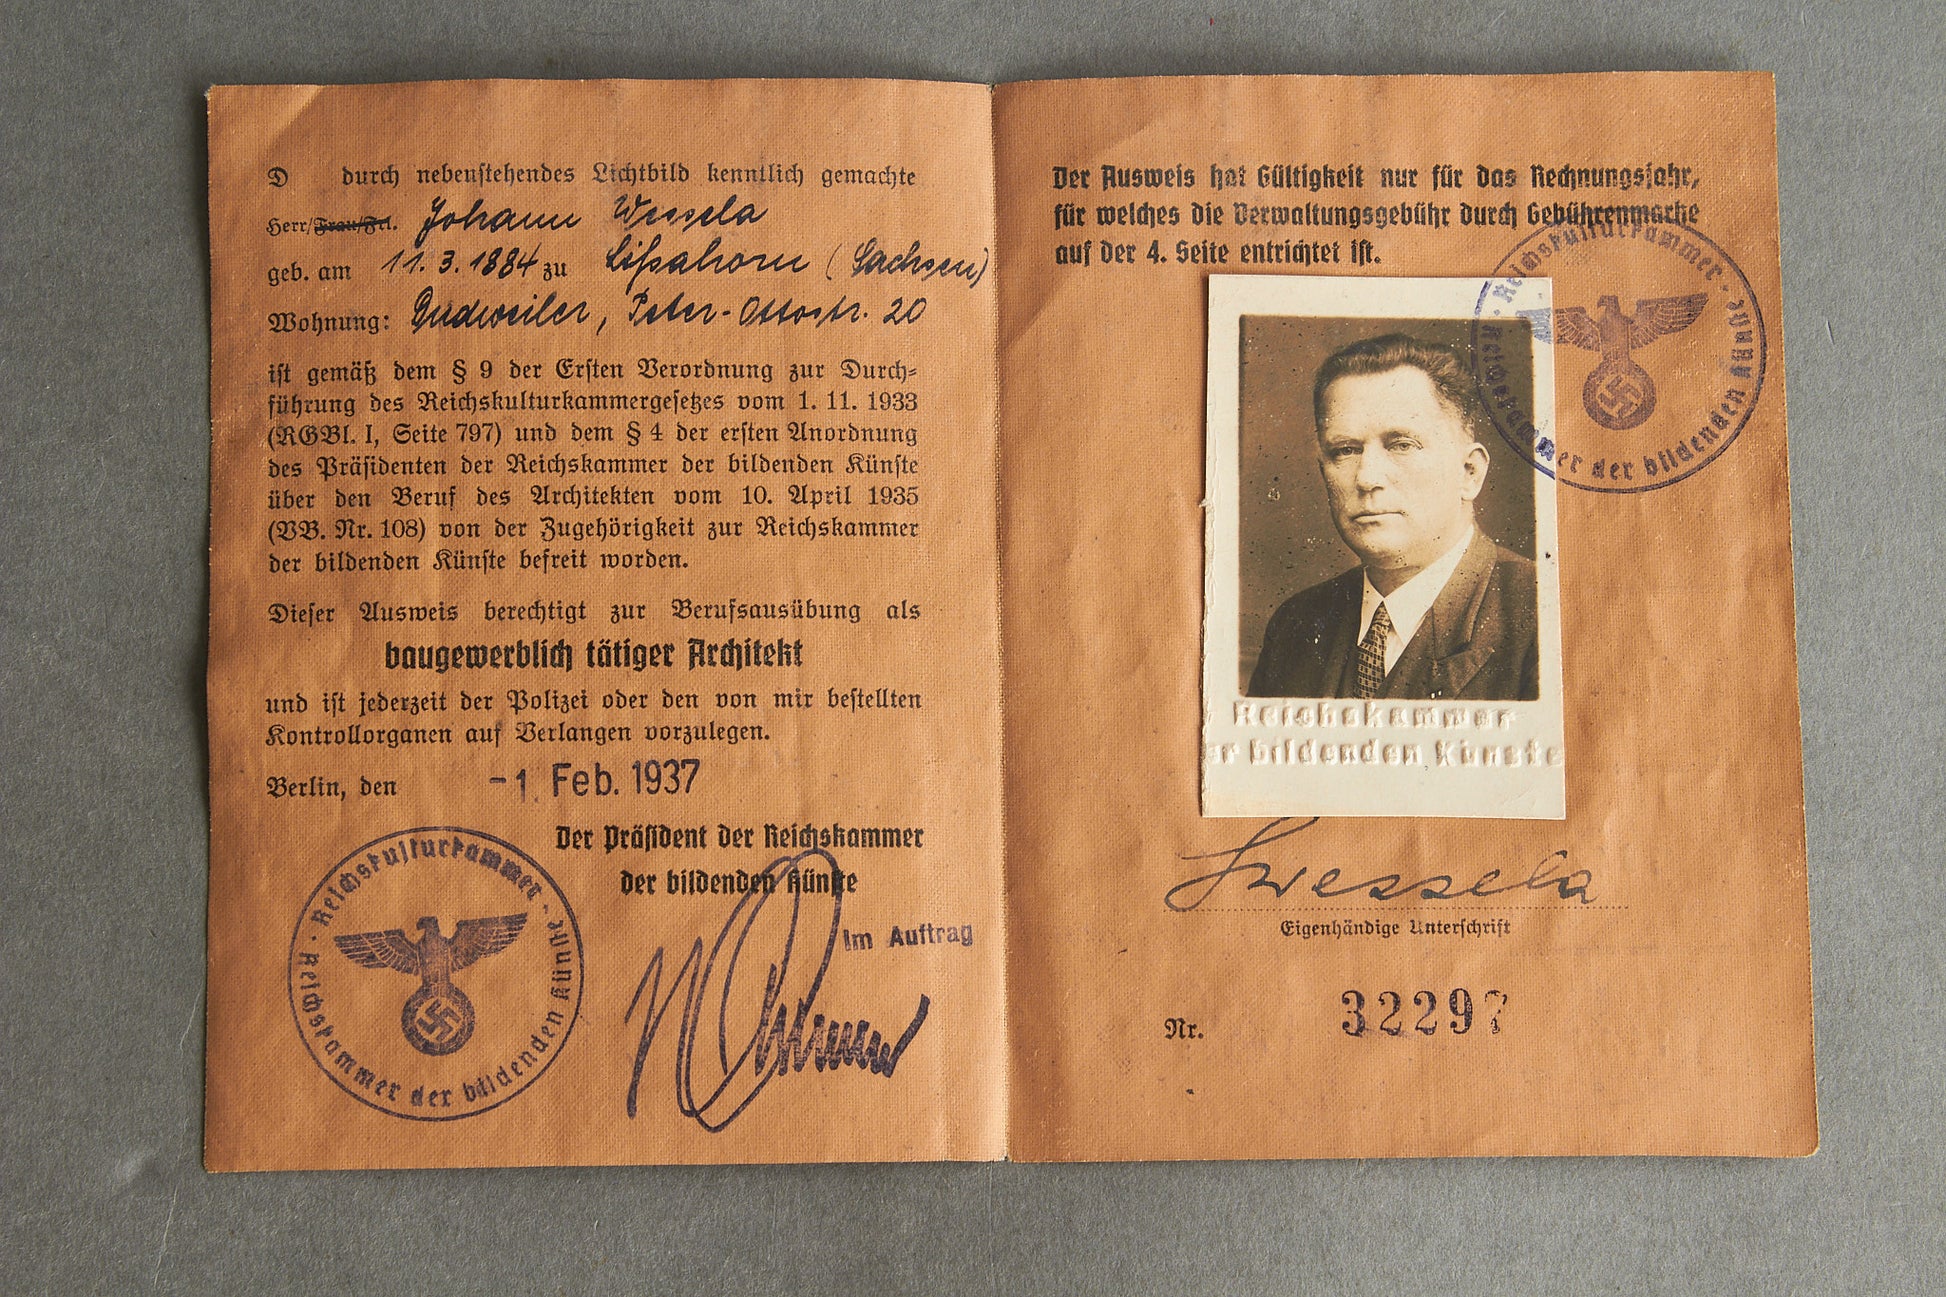 D durch nebenstehendes Lichtbild kenntlich gemachte
Herr/Frau/Frl. Johann Wessela
geb. am 11.3.1884 zu Lißahorn (Sachsen)
Wohnung: Dudweiler, Peter-Ottostr. 20
ist gemäß dem § 9 der Ersten Verordnung zur Durch-
führung des Reichskulturkammergesetzes vom 1. 11. 1933
(RGBl. I, Seite 797) und dem § 4 der ersten Anordnung
des Präsidenten der Reichskammer der bildenden Künste
über den Beruf des Architekten vom 10. April 1935
(VB. Nr. 108) von der Zugehörigkeit zur Reichskammer
der bildenden Künste befreit worden.
Dieser Ausweis berechtigt zur Berufsausübung als
baugewerblich tätiger Architekt
und ist jederzeit der Polizei oder den von mir bestellten
Kontrollorganen auf Verlangen vorzulegen.
Berlin, den -1. Feb. 1937
Der Präsident der Reichskammer
der bildenden Künste
Im Auftrag
· Reichskulturkammer ·
Reichskammer der bildenden Künste
Der Ausweis hat Gültigkeit nur für das Rechnungsjahr,
für welches die Verwaltungsgebühr durch Gebührenmarke
auf der 4. Seite entrichtet ist.
· Reichskulturkammer ·
Reichskammer der bildenden Künste
Reichskammer
er bildenden Künste
Wessela
Eigenhändige Unterschrift
Nr. 32297